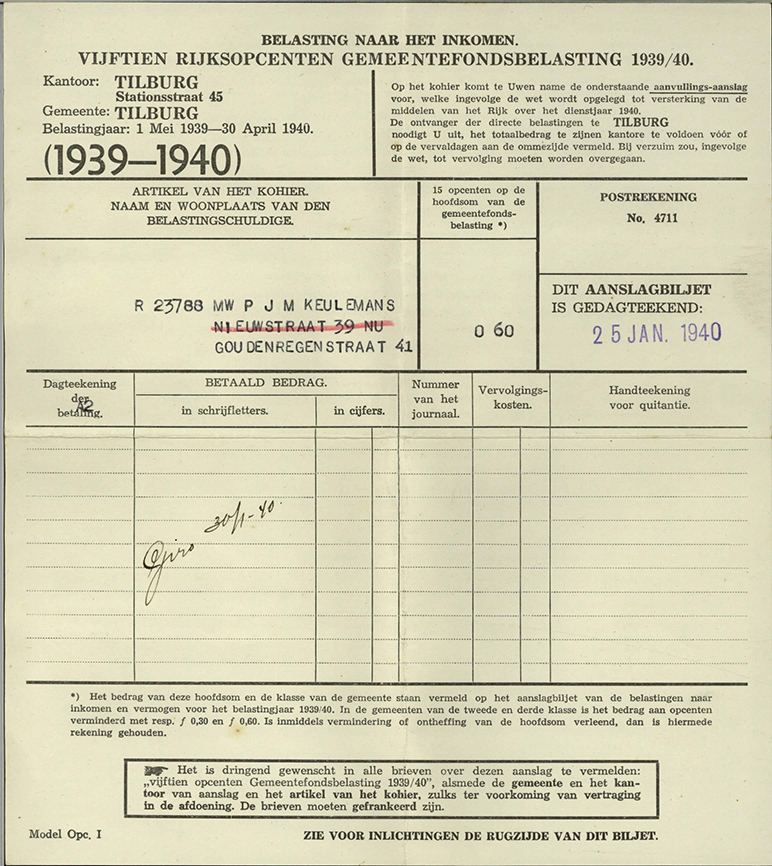 BELASTING NAAR HET INKOMEN.
VIJFTIEN RIJKSOPCENTEN GEMEENTEFONDSBELASTING 1939/40.
Kantoor: TILBURG
Stationsstraat 45
Gemeente: TILBURG
Belastingjaar: 1 Mei 1939—30 April 1940.
(1939—1940)
Op het kohier komt te Uwen name de onderstaande aanvullings-aanslag
voor, welke ingevolge de wet wordt opgelegd tot versterking van de
middelen van het Rijk over het dienstjaar 1940.
De ontvanger der directe belastingen te TILBURG
noodigt U uit, het totaalbedrag te zijnen kantore te voldoen vóór of
op de vervaldagen aan de ommezijde vermeld. Bij verzuim zou, ingevolge
de wet, tot vervolging moeten worden overgegaan.
ARTIKEL VAN HET KOHIER.
NAAM EN WOONPLAATS VAN DEN
BELASTINGSCHULDIGE.
15 opcenten op de
hoofdsom van de
gemeentefonds-
belasting *)
POSTREKENING
No. 4711
R 23788 MW P J M KEULEMANS
NIEUWSTRAAT 39 NU
GOUDENREGENSTRAAT 41
0 60
DIT AANSLAGBILJET
IS GEDAGTEEKEND:
25 JAN. 1940
Dagteekening
der
betaling.
A2
BETAALD BEDRAG.
in schrijfletters.
in cijfers.
Nummer
van het
journaal.
Vervolgings-
kosten.
Handteekening
voor quitantie.
Giro 30/1-40.
*) Het bedrag van deze hoofdsom en de klasse van de gemeente staan vermeld op het aanslagbiljet van de belastingen naar
inkomen en vermogen voor het belastingjaar 1939/40. In de gemeenten van de tweede en derde klasse is het bedrag aan opcenten
verminderd met resp. ƒ 0,30 en ƒ 0,60. Is inmiddels vermindering of ontheffing van de hoofdsom verleend, dan is hiermede
rekening gehouden.
Het is dringend gewenscht in alle brieven over dezen aanslag te vermelden:
„vijftien opcenten Gemeentefondsbelasting 1939/40”, alsmede de gemeente en het kan-
toor van aanslag en het artikel van het kohier, zulks ter voorkoming van vertraging
in de afdoening. De brieven moeten gefrankeerd zijn.
Model Opc. I
ZIE VOOR INLICHTINGEN DE RUGZIJDE VAN DIT BILJET.